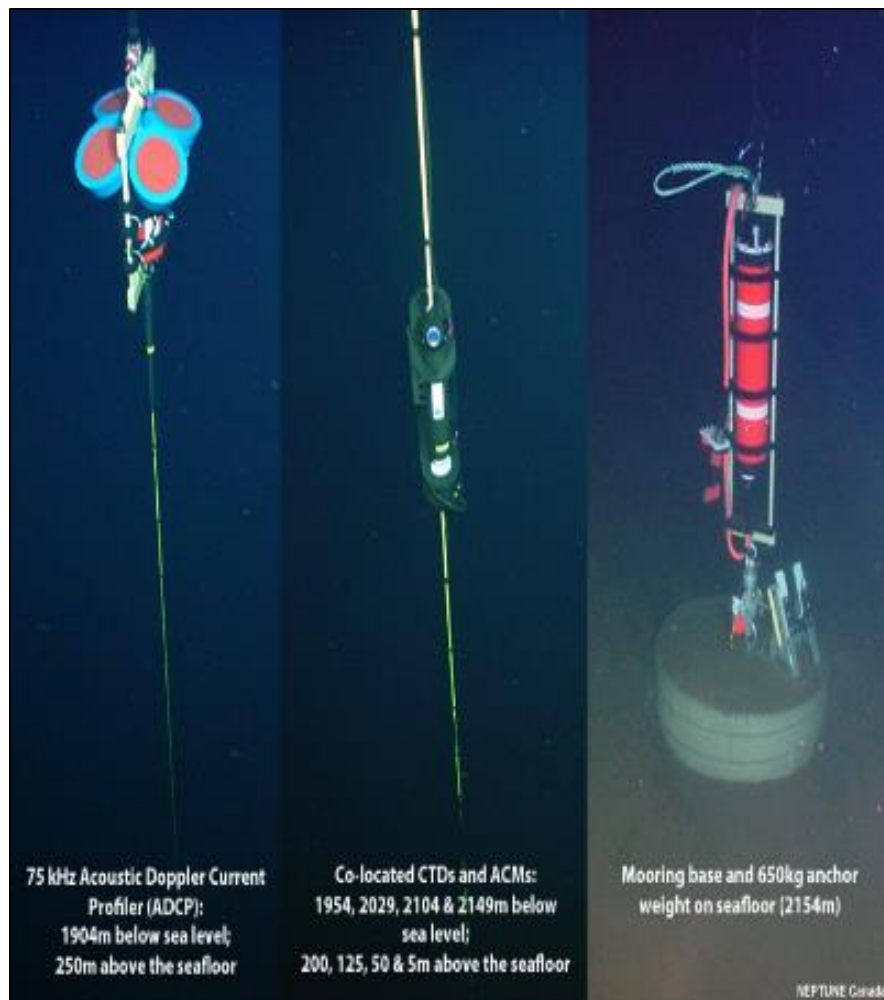 75 kHz Acoustic Doppler Current
Profiler (ADCP):
1904m below sea level;
250m above the seafloor
Co-located CTDs and ACMs:
1954, 2029, 2104 & 2149m below
sea level;
200, 125, 50 & 5m above the seafloor
Mooring base and 650kg anchor
weight on seafloor (2154m)
NEPTUNE Canada